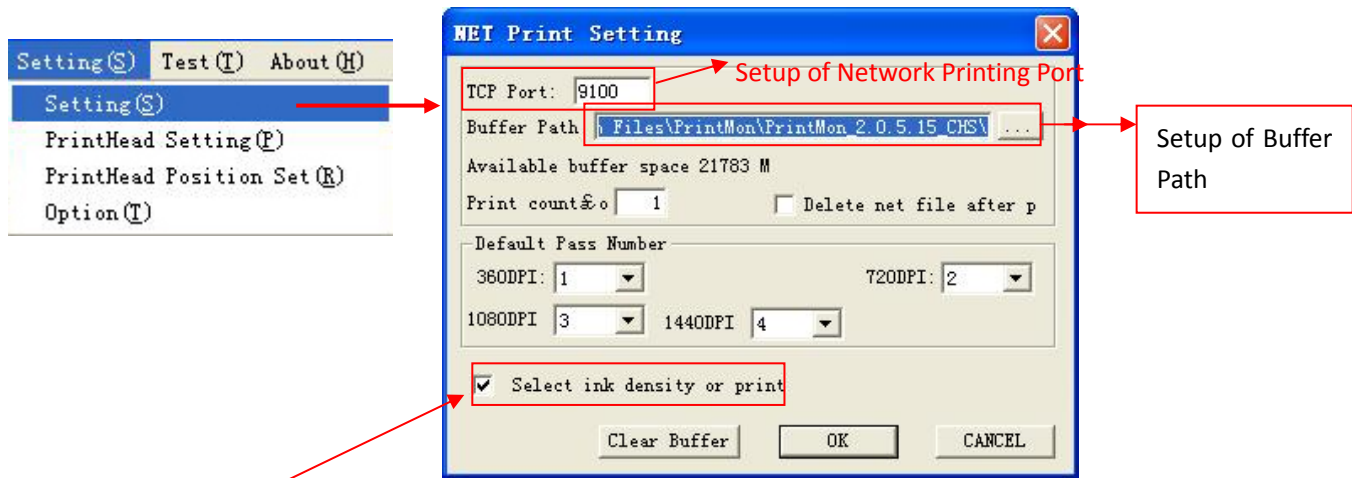 Setting(S) Test(T) About(H)
Setting(S)
PrintHead Setting(P)
PrintHead Position Set(R)
Option(T)
NET Print Setting
TCP Port: 9100
Setup of Network Printing Port
Buffer Path Files\PrintMon\PrintMon_2.0.5.15_CHS\ ...
Setup of Buffer
Path
Available buffer space 21783 M
Print count£o 1 Delete net file after p
Default Pass Number
360DPI: 1 720DPI: 2
1080DPI 3 1440DPI 4
Select ink density or print
Clear Buffer OK CANCEL